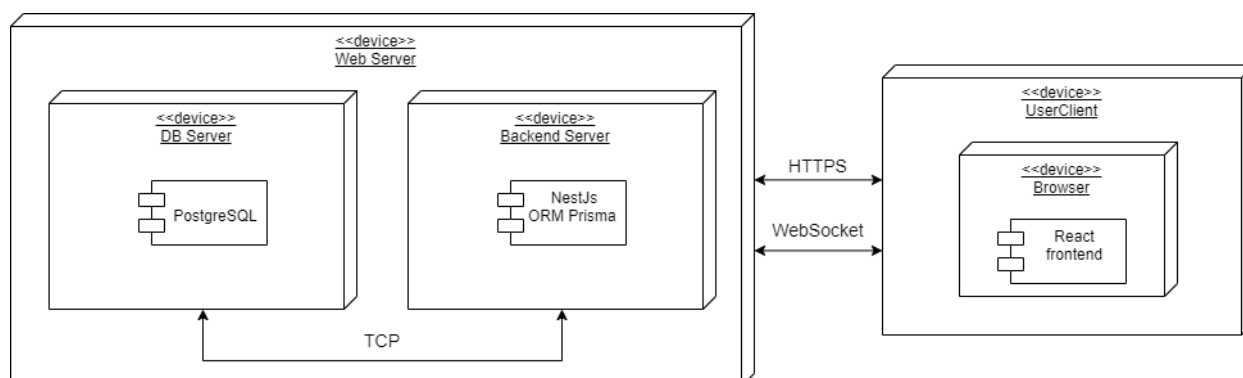 <<device>>
Web Server
<<device>>
DB Server
PostgreSQL
<<device>>
Backend Server
NestJs
ORM Prisma
TCP
HTTPS
WebSocket
<<device>>
UserClient
<<device>>
Browser
React
frontend